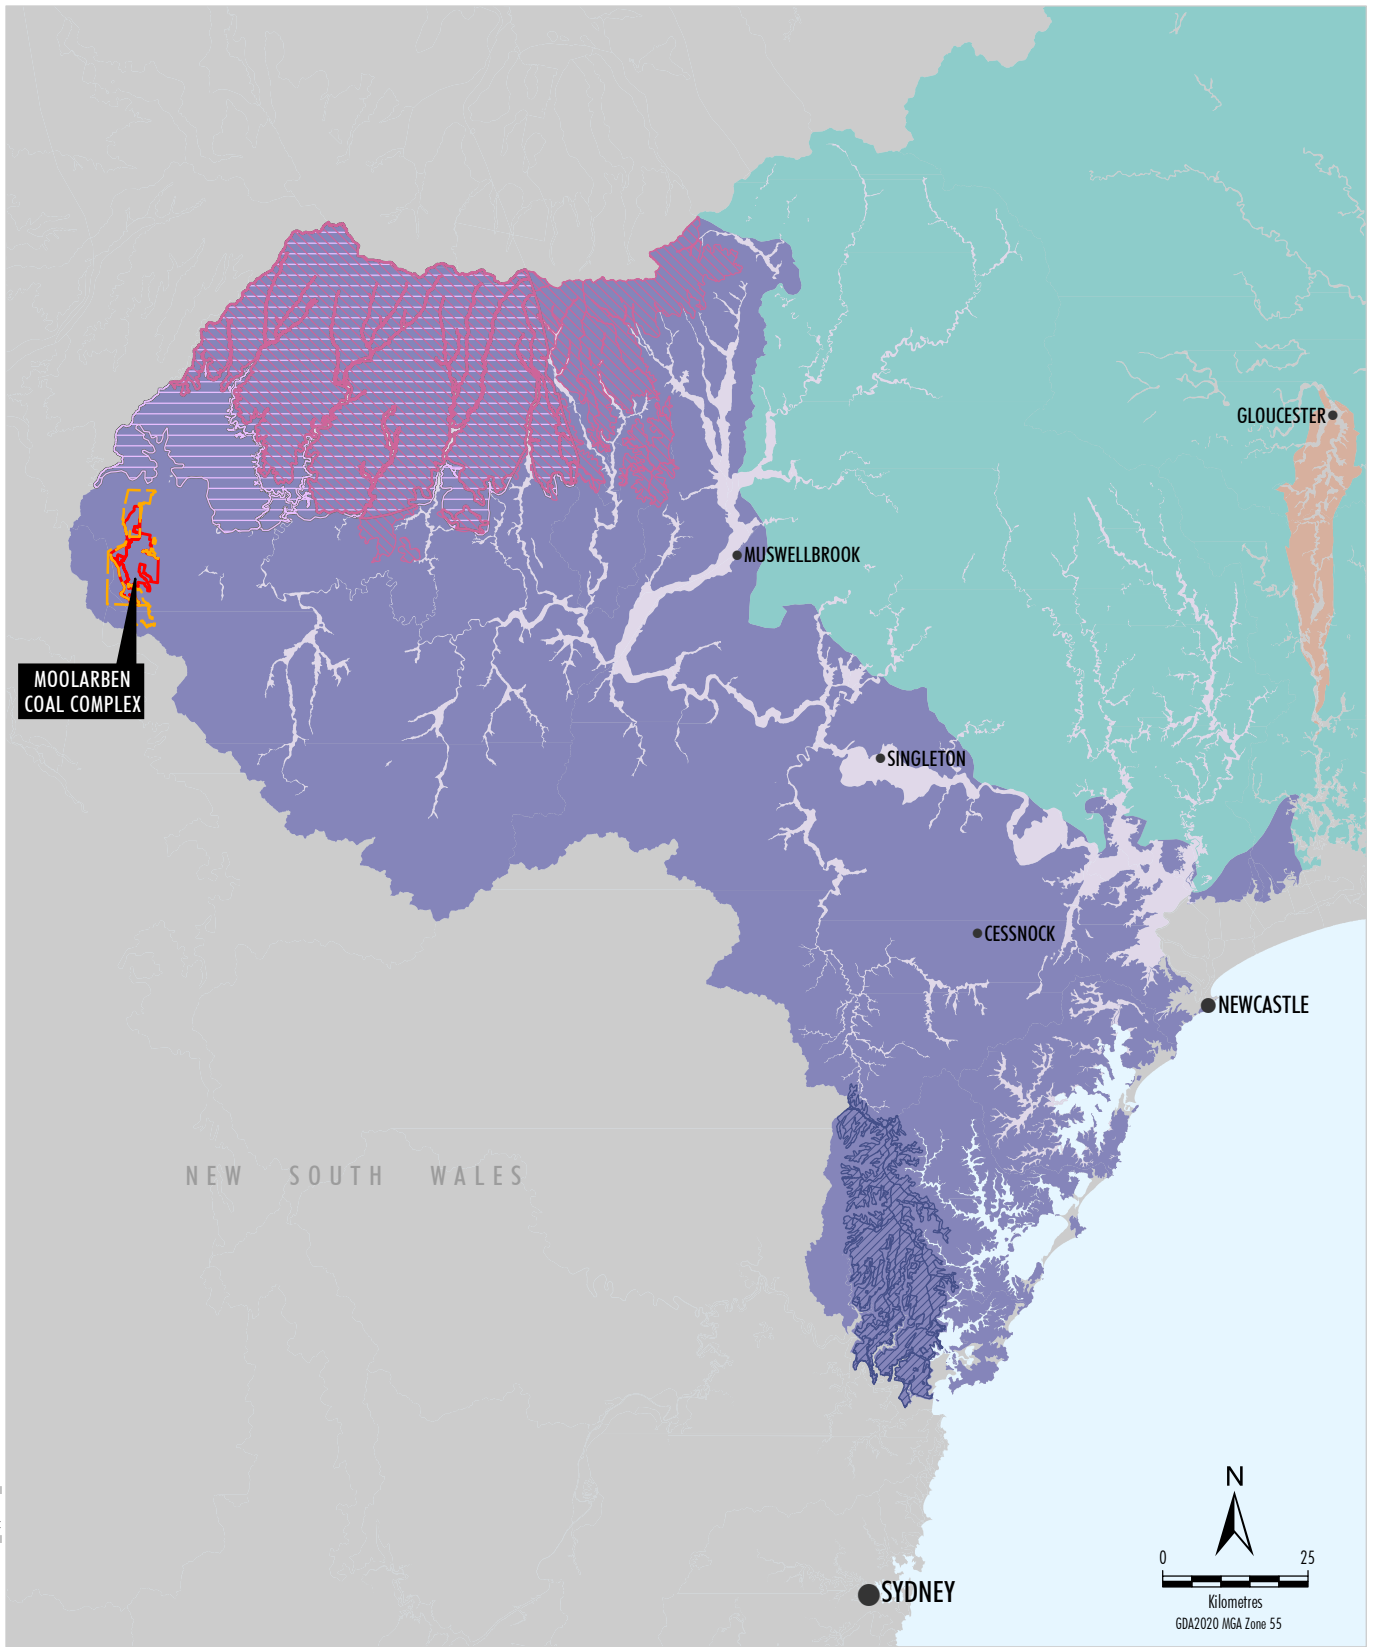 GLOUCESTER
MUSWELLBROOK
MOOLARBEN
COAL COMPLEX
SINGLETON
CESSNOCK
NEWCASTLE
NEW SOUTH WALES
N
0 25
Kilometres
GDA2020 MGA Zone 55
SYDNEY